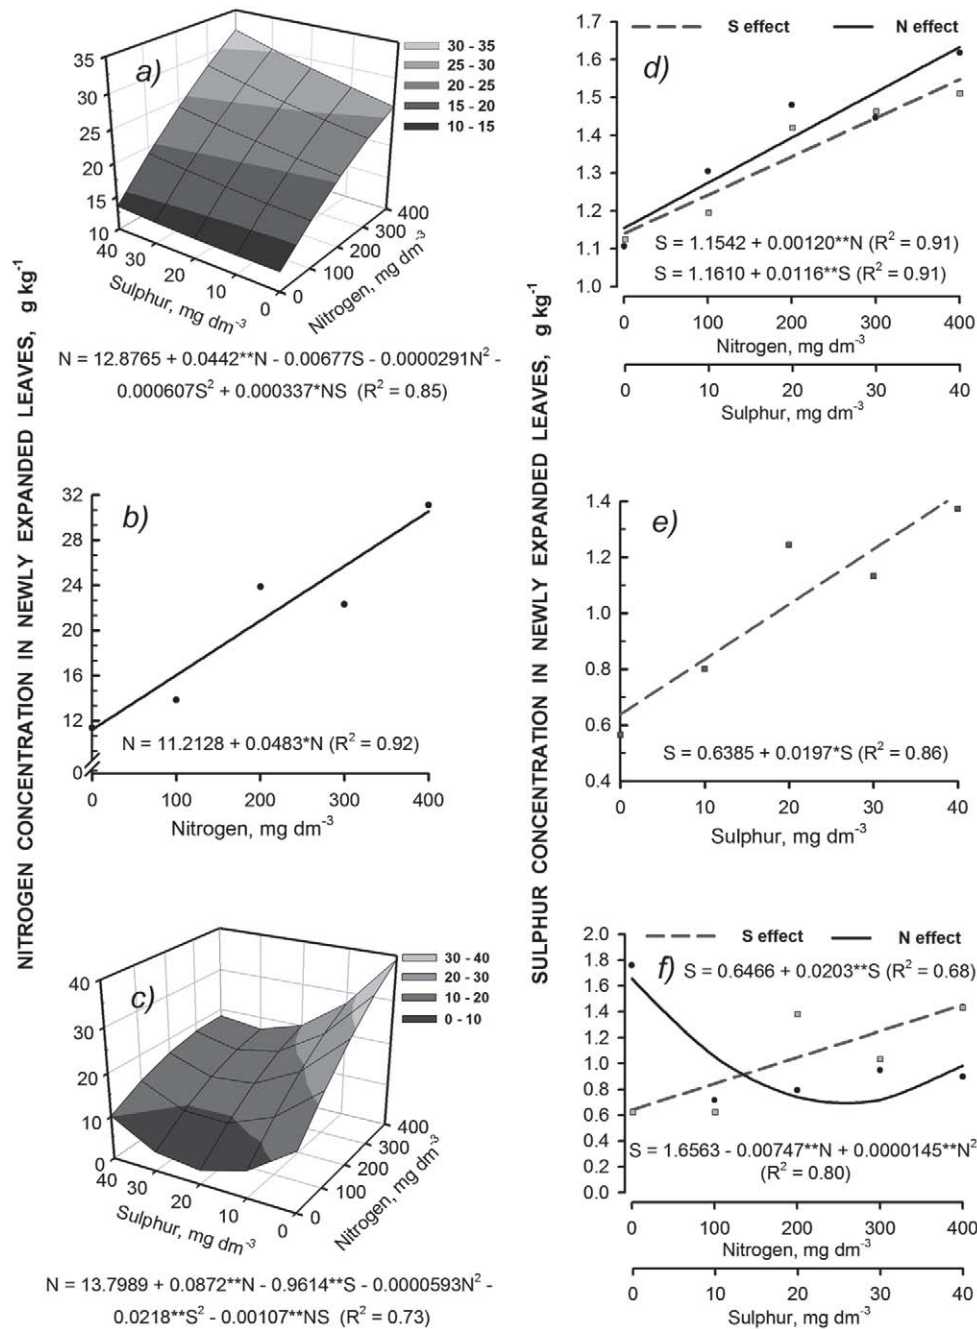 NITROGEN CONCENTRATION IN NEWLY EXPANDED LEAVES, g kg⁻¹
a)
35
30
25
20
15
10
30 - 35
25 - 30
20 - 25
15 - 20
10 - 15
40
30
20
10
0
Sulphur, mg dm⁻³
0
100
200
300
400
Nitrogen, mg dm⁻³
N = 12.8765 + 0.0442**N - 0.00677S - 0.0000291N² -
0.000607S² + 0.000337*NS (R² = 0.85)
b)
32
28
24
20
16
12
0
N = 11.2128 + 0.0483*N (R² = 0.92)
0 100 200 300 400
Nitrogen, mg dm⁻³
c)
40
30
20
10
0
30 - 40
20 - 30
10 - 20
0 - 10
40
30
20
10
0
Sulphur, mg dm⁻³
0
100
200
300
400
Nitrogen, mg dm⁻³
N = 13.7989 + 0.0872**N - 0.9614**S - 0.0000593N² -
0.0218**S² - 0.00107**NS (R² = 0.73)
SULPHUR CONCENTRATION IN NEWLY EXPANDED LEAVES, g kg⁻¹
d)
S effect N effect
1.7
1.6
1.5
1.4
1.3
1.2
1.1
1.0
S = 1.1542 + 0.00120**N (R² = 0.91)
S = 1.1610 + 0.0116**S (R² = 0.91)
0 100 200 300 400
Nitrogen, mg dm⁻³
0 10 20 30 40
Sulphur, mg dm⁻³
e)
1.4
1.2
1.0
0.8
0.6
0.4
S = 0.6385 + 0.0197*S (R² = 0.86)
0 10 20 30 40
Sulphur, mg dm⁻³
f)
S effect N effect
S = 0.6466 + 0.0203**S (R² = 0.68)
2.0
1.8
1.6
1.4
1.2
1.0
0.8
0.6
0.4
0.2
0.0
S = 1.6563 - 0.00747**N + 0.0000145**N²
(R² = 0.80)
0 100 200 300 400
Nitrogen, mg dm⁻³
0 10 20 30 40
Sulphur, mg dm⁻³